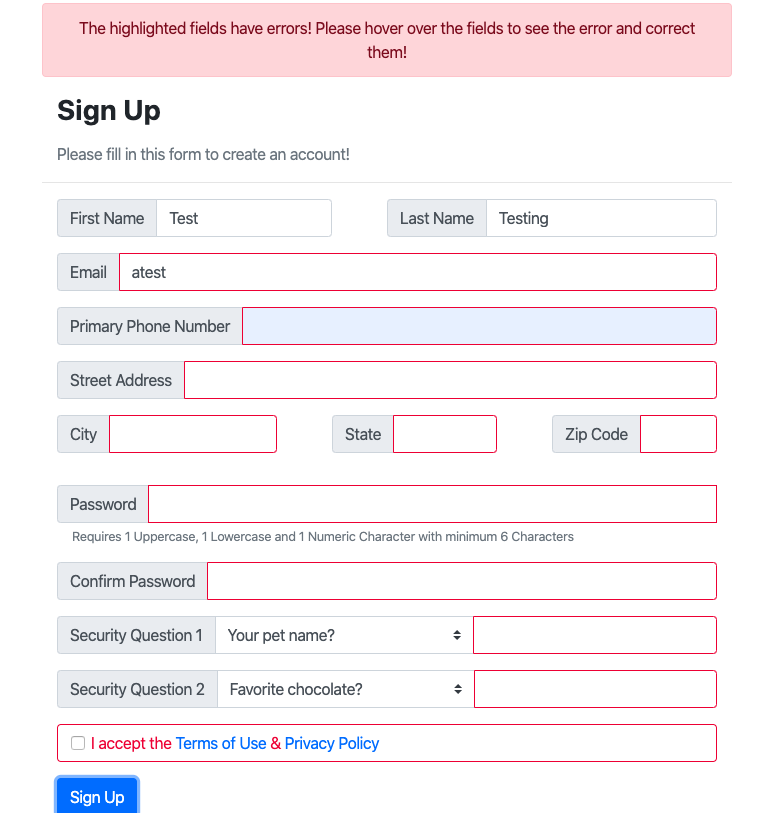 The highlighted fields have errors! Please hover over the fields to see the error and correct
them!
Sign Up
Please fill in this form to create an account!
First Name Test Last Name Testing
Email atest
Primary Phone Number
Street Address
City State Zip Code
Password
Requires 1 Uppercase, 1 Lowercase and 1 Numeric Character with minimum 6 Characters
Confirm Password
Security Question 1 Your pet name?
Security Question 2 Favorite chocolate?
I accept the Terms of Use & Privacy Policy
Sign Up